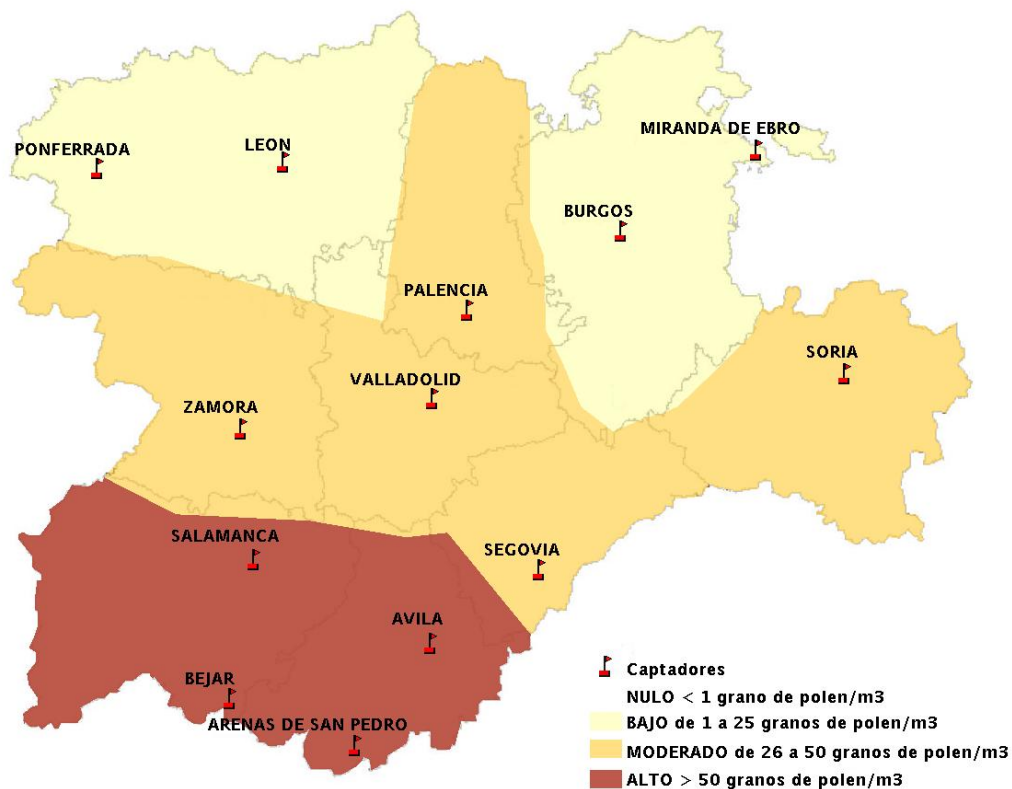 MIRANDA DE EBRO
PONFERRADA
LEON
BURGOS
PALENCIA
SORIA
VALLADOLID
ZAMORA
SALAMANCA
SEGOVIA
AVILA
BEJAR
ARENAS DE SAN PEDRO
Captadores
NULO < 1 grano de polen/m3
BAJO de 1 a 25 granos de polen/m3
MODERADO de 26 a 50 granos de polen/m3
ALTO > 50 granos de polen/m3